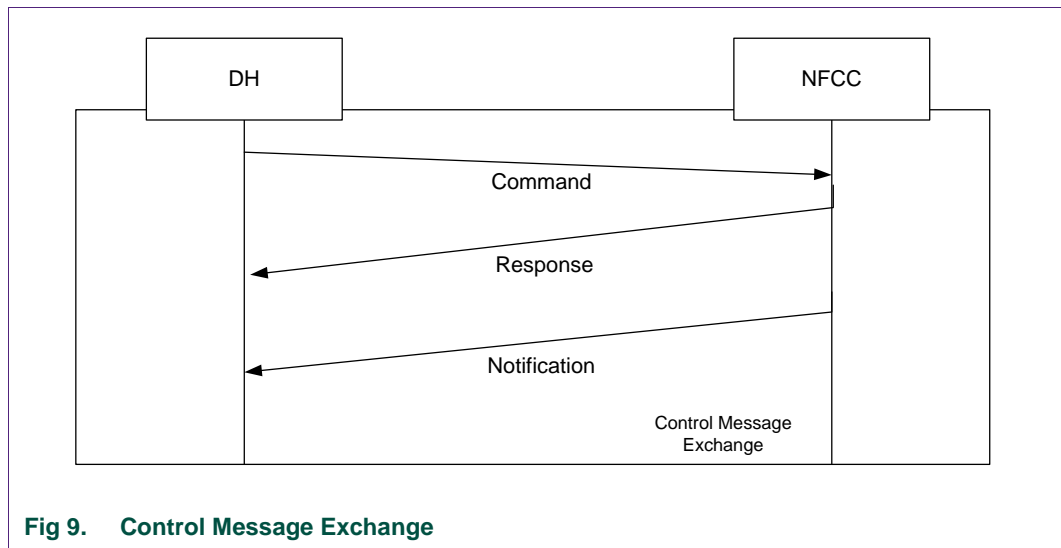 DH
NFCC
Command
Response
Notification
Control Message
Exchange
Fig 9. Control Message Exchange